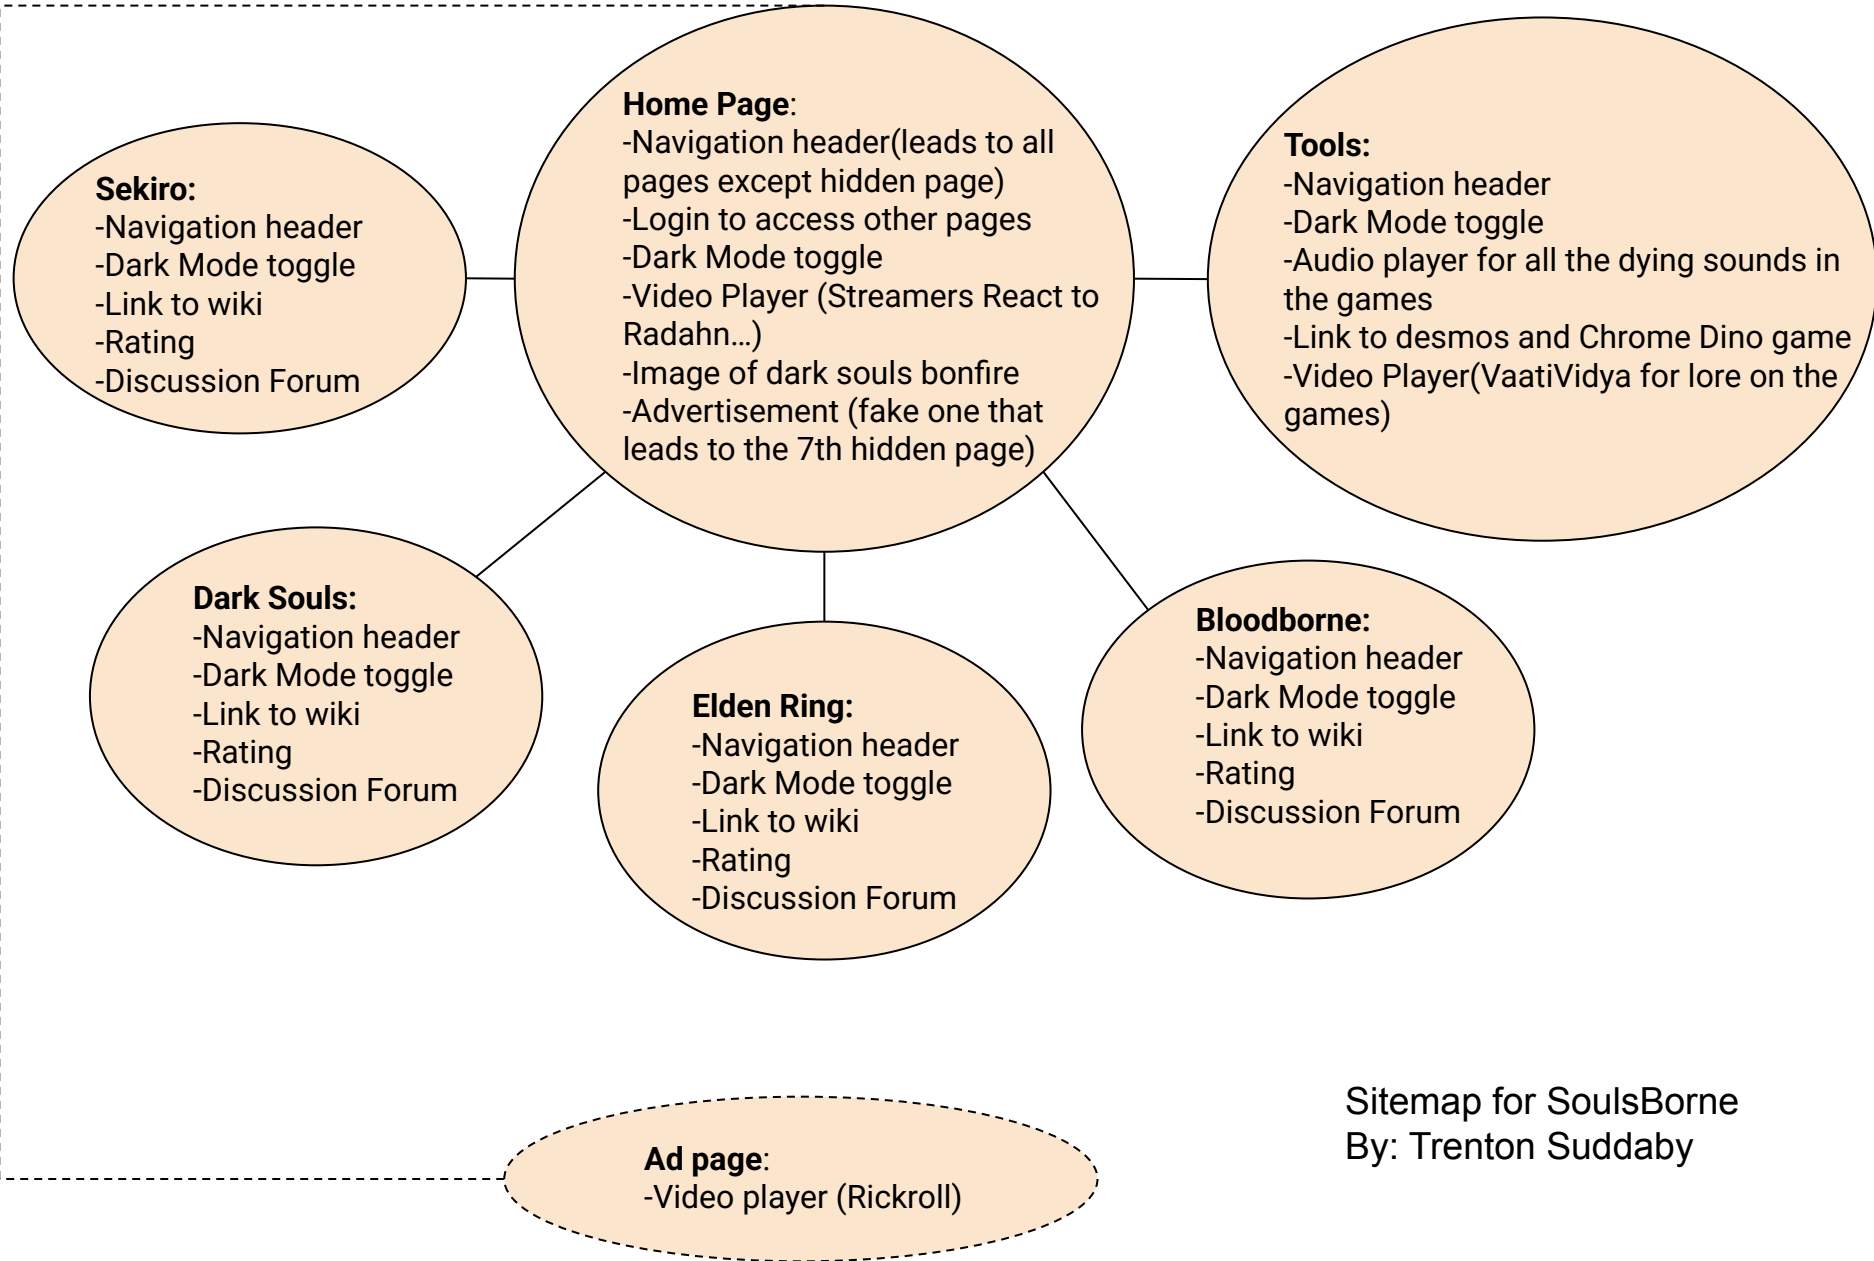 Home Page:
-Navigation header(leads to all
pages except hidden page)
-Login to access other pages
-Dark Mode toggle
-Video Player (Streamers React to
Radahn...)
-Image of dark souls bonfire
-Advertisement (fake one that
leads to the 7th hidden page)
Sekiro:
-Navigation header
-Dark Mode toggle
-Link to wiki
-Rating
-Discussion Forum
Tools:
-Navigation header
-Dark Mode toggle
-Audio player for all the dying sounds in
the games
-Link to desmos and Chrome Dino game
-Video Player(VaatiVidya for lore on the
games)
Dark Souls:
-Navigation header
-Dark Mode toggle
-Link to wiki
-Rating
-Discussion Forum
Elden Ring:
-Navigation header
-Dark Mode toggle
-Link to wiki
-Rating
-Discussion Forum
Bloodborne:
-Navigation header
-Dark Mode toggle
-Link to wiki
-Rating
-Discussion Forum
Ad page:
-Video player (Rickroll)
Sitemap for SoulsBorne
By: Trenton Suddaby